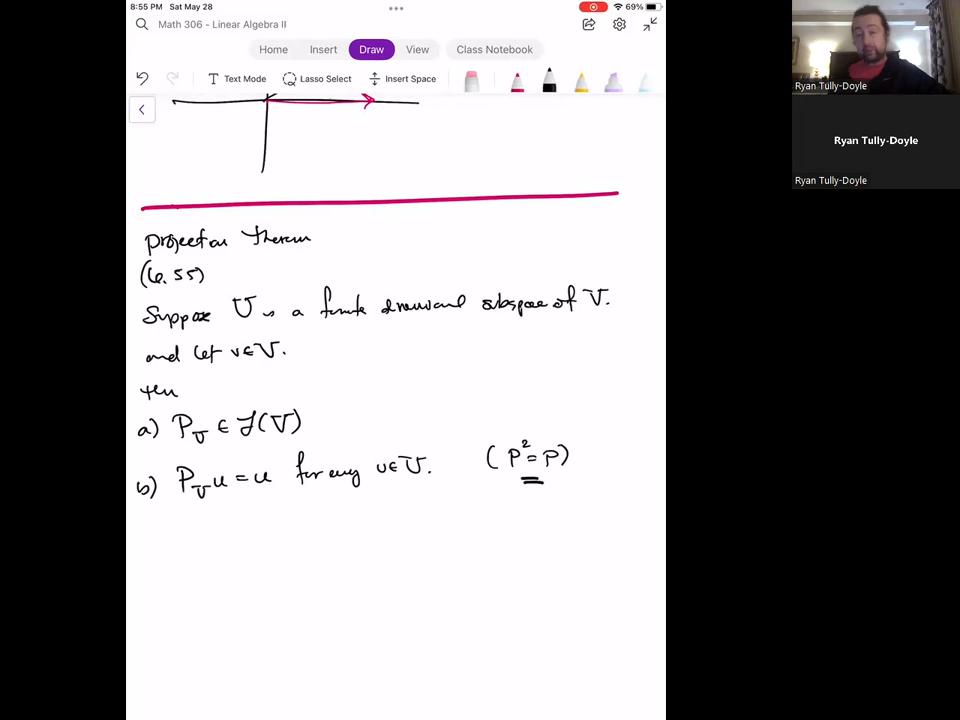 8:55 PM Sat May 28
69%
Math 306 - Linear Algebra II
Home Insert Draw View Class Notebook
Text Mode Lasso Select Insert Space
Projection Theorem
(6.55)
Suppose U is a finite dimensional subspace of V.
and let v∈V.
then
a) P_U ∈ L(V)
b) P_U u = u for any u∈U. (P²=P)
Ryan Tully-Doyle
Ryan Tully-Doyle
Ryan Tully-Doyle